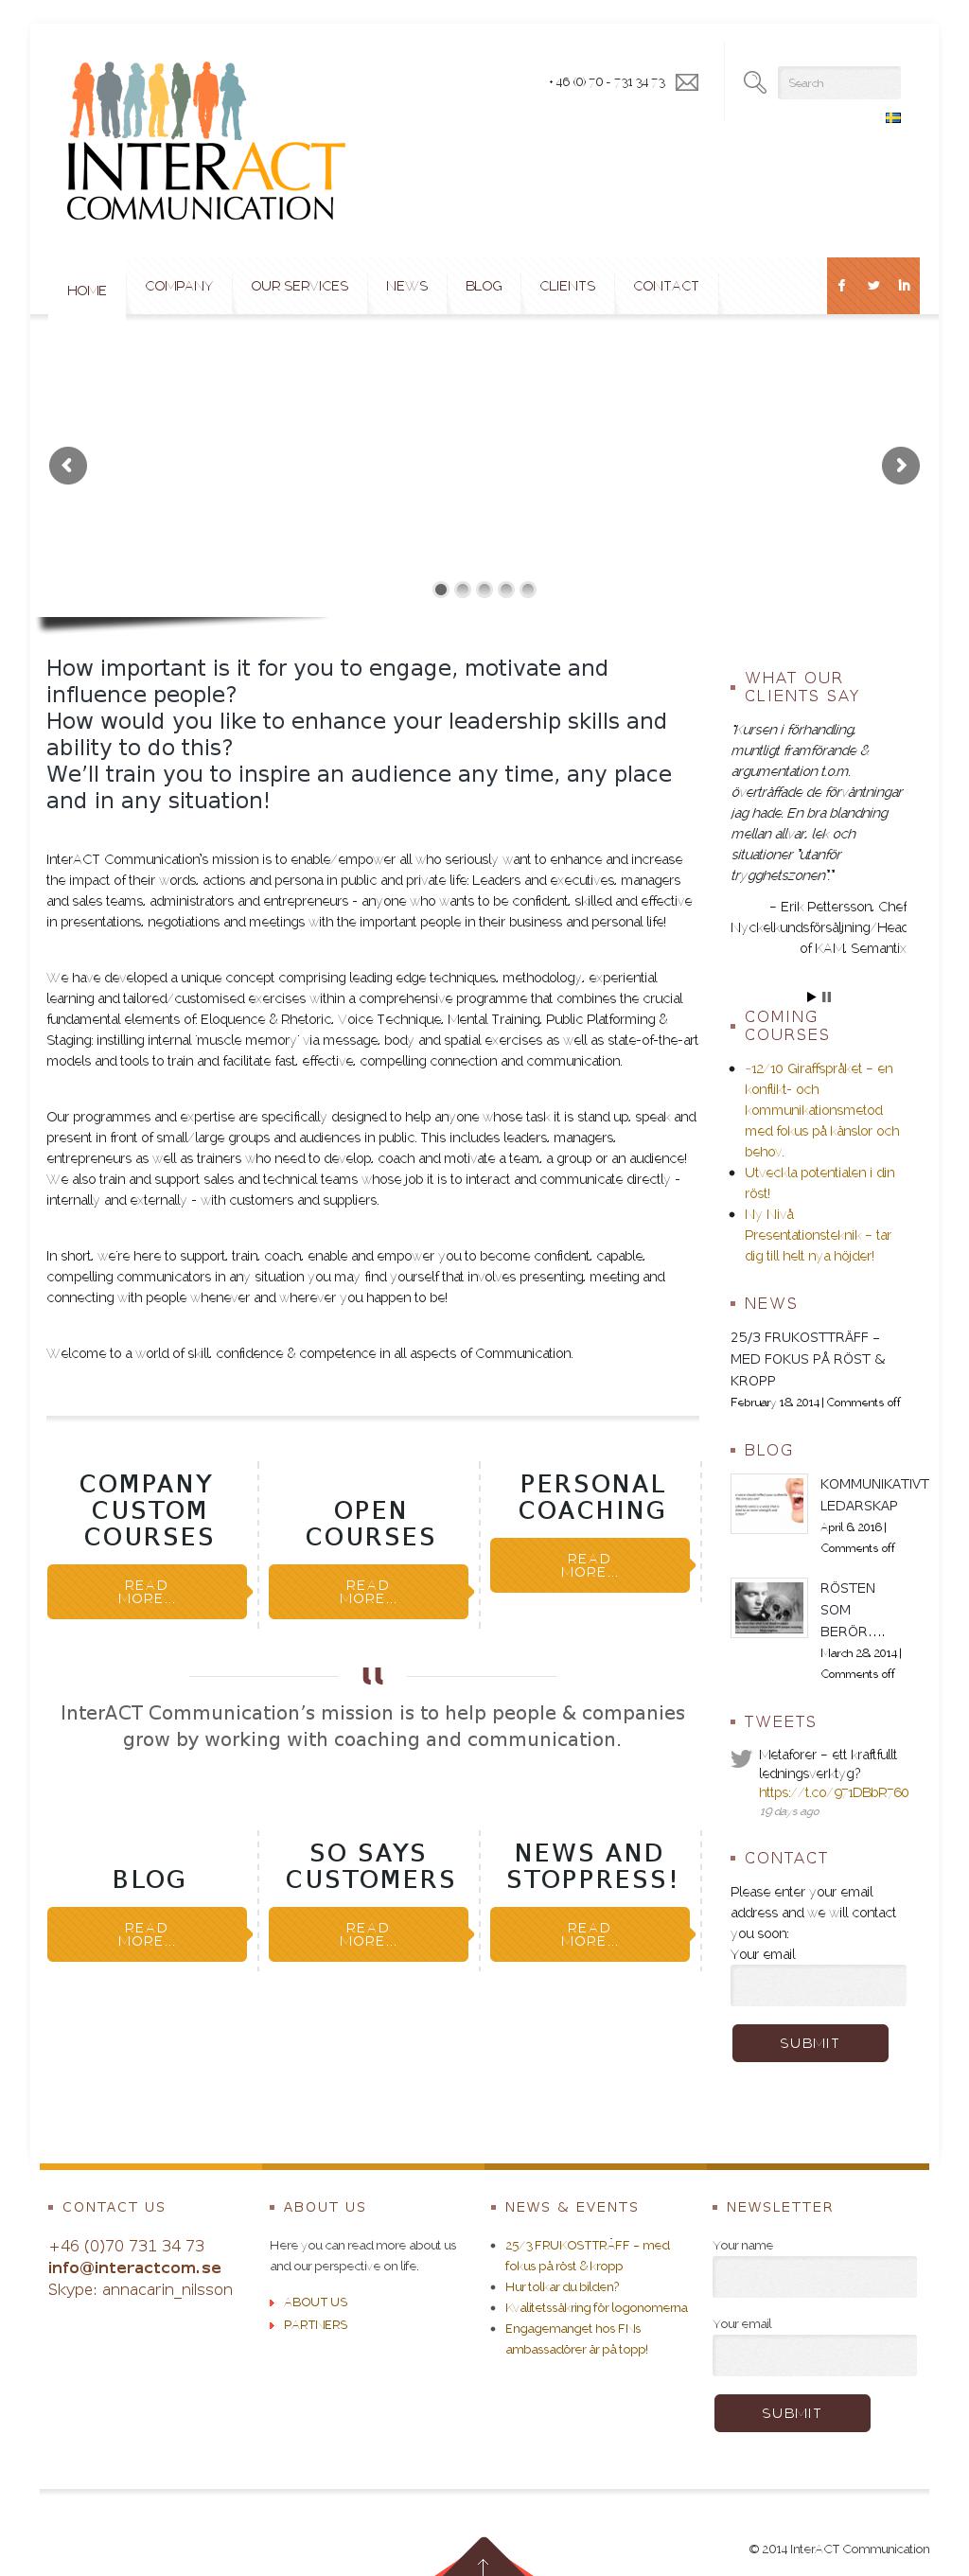 +46 (0) 70 - 731 34 73
Search
INTERACT
COMMUNICATION
HOME
COMPANY
OUR SERVICES
NEWS
BLOG
CLIENTS
CONTACT
How important is it for you to engage, motivate and
influence people?
How would you like to enhance your leadership skills and
ability to do this?
We'll train you to inspire an audience any time, any place
and in any situation!
InterACT Communication's mission is to enable/empower all who seriously want to enhance and increase
the impact of their words, actions and persona in public and private life: Leaders and executives, managers
and sales teams, administrators and entrepreneurs - anyone who wants to be confident, skilled and effective
in presentations, negotiations and meetings with the important people in their business and personal life!
We have developed a unique concept comprising leading edge techniques, methodology, experiential
learning and tailored/customised exercises within a comprehensive programme that combines the crucial
fundamental elements of: Eloquence & Rhetoric, Voice Technique, Mental Training, Public Platforming &
Staging: instilling internal 'muscle memory' via message, body and spatial exercises as well as state-of-the-art
models and tools to train and facilitate fast, effective, compelling connection and communication.
Our programmes and expertise are specifically designed to help anyone whose task it is stand up, speak and
present in front of small/large groups and audiences in public. This includes leaders, managers,
entrepreneurs as well as trainers who need to develop, coach and motivate a team, a group or an audience!
We also train and support sales and technical teams whose job it is to interact and communicate directly -
internally and externally - with customers and suppliers.
In short, we're here to support, train, coach, enable and empower you to become confident, capable,
compelling communicators in any situation you may find yourself that involves presenting, meeting and
connecting with people whenever and wherever you happen to be!
Welcome to a world of skill, confidence & competence in all aspects of Communication.
COMPANY
CUSTOM
COURSES
READ
MORE...
OPEN
COURSES
READ
MORE...
PERSONAL
COACHING
READ
MORE...
InterACT Communication's mission is to help people & companies
grow by working with coaching and communication.
BLOG
READ
MORE...
SO SAYS
CUSTOMERS
READ
MORE...
NEWS AND
STOPPRESS!
READ
MORE...
WHAT OUR
CLIENTS SAY
"Kursen i förhandling,
muntligt framförande &
argumentation t.o.m.
överträffade de förväntningar
jag hade. En bra blandning
mellan allvar, lek och
situationer "utanför
trygghetszonen"."
– Erik Pettersson, Chef
Nyckelkundsförsäljning/Head
of KAM, Semantix
COMING
COURSES
-12/10 Giraffspråket – en
konflikt- och
kommunikationsmetod
med fokus på känslor och
behov.
Utveckla potentialen i din
röst!
Ny Nivå
Presentationsteknik – tar
dig till helt nya höjder!
NEWS
25/3 FRUKOSTTRÄFF –
MED FOKUS PÅ RÖST &
KROPP
February 18, 2014 | Comments off
BLOG
KOMMUNIKATIVT
LEDARSKAP
April 6, 2016 |
Comments off
RÖSTEN
SOM
BERÖR....
March 28, 2014 |
Comments off
TWEETS
Metaforer – ett kraftfullt
ledningsverktyg?
https://t.co/971DBbR760
19 days ago
CONTACT
Please enter your email
address and we will contact
you soon:
Your email
SUBMIT
CONTACT US
+46 (0)70 731 34 73
info@interactcom.se
Skype: annacarin_nilsson
ABOUT US
Here you can read more about us
and our perspective on life.
ABOUT US
PARTNERS
NEWS & EVENTS
25/3 FRUKOSTTRÄFF – med
fokus på röst & kropp
Hur tolkar du bilden?
Kvalitetssäkring för logonomerna
Engagemanget hos FINs
ambassadörer är på topp!
NEWSLETTER
Your name
Your email
SUBMIT
© 2014 InterACT Communication